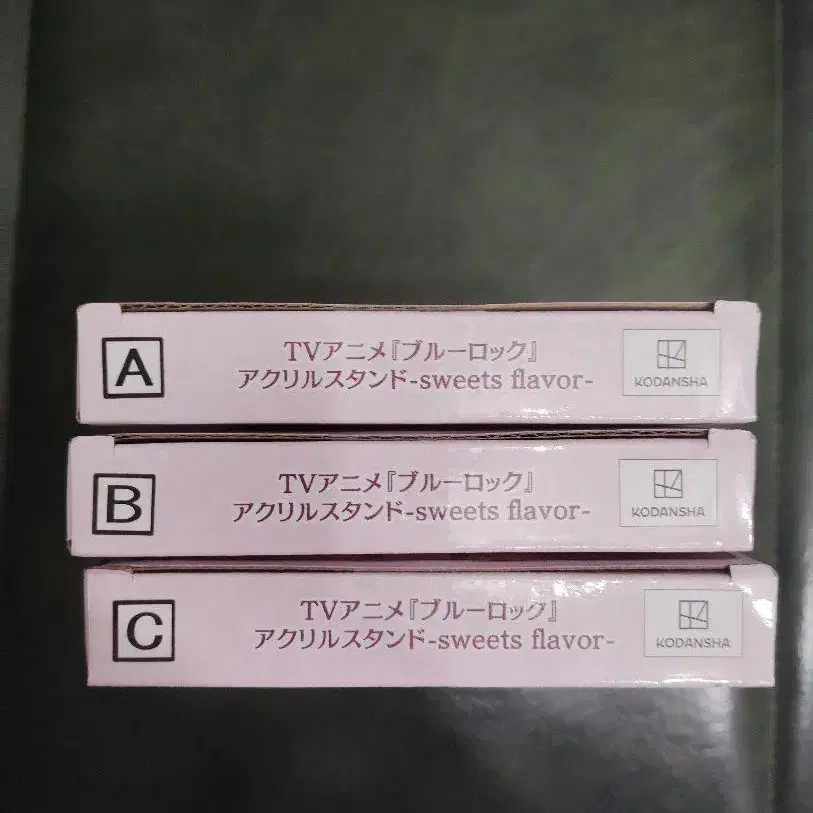 A
TVアニメ『ブルーロック』
アクリルスタンド-sweets flavor-
KODANSHA
B
TVアニメ『ブルーロック』
アクリルスタンド-sweets flavor-
KODANSHA
C
TVアニメ『ブルーロック』
アクリルスタンド-sweets flavor-
KODANSHA